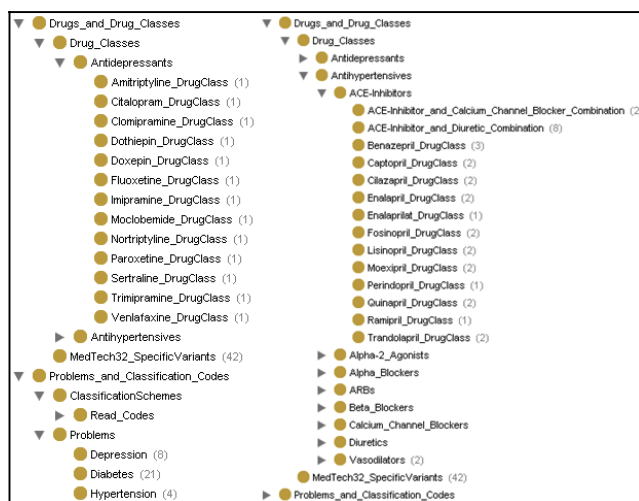 Drugs_and_Drug_Classes
Drug_Classes
Antidepressants
Amitriptyline_DrugClass (1)
Citalopram_DrugClass (1)
Clomipramine_DrugClass (1)
Dothiepin_DrugClass (1)
Doxepin_DrugClass (1)
Fluoxetine_DrugClass (1)
Imipramine_DrugClass (1)
Moclobemide_DrugClass (1)
Nortriptyline_DrugClass (1)
Paroxetine_DrugClass (1)
Sertraline_DrugClass (1)
Trimipramine_DrugClass (1)
Venlafaxine_DrugClass (1)
Antihypertensives
MedTech32_SpecificVariants (42)
Problems_and_Classification_Codes
ClassificationSchemes
Read_Codes
Problems
Depression (8)
Diabetes (21)
Hypertension (4)
Drugs_and_Drug_Classes
Drug_Classes
Antidepressants
Antihypertensives
ACE-Inhibitors
ACE-Inhibitor_and_Calcium_Channel_Blocker_Combination (2
ACE-Inhibitor_and_Diuretic_Combination (8)
Benazepril_DrugClass (3)
Captopril_DrugClass (2)
Cilazapril_DrugClass (2)
Enalapril_DrugClass (2)
Enalaprilat_DrugClass (1)
Fosinopril_DrugClass (2)
Lisinopril_DrugClass (2)
Moexipril_DrugClass (2)
Perindopril_DrugClass (1)
Quinapril_DrugClass (2)
Ramipril_DrugClass (1)
Trandolapril_DrugClass (2)
Alpha-2_Agonists
Alpha_Blockers
ARBs
Beta_Blockers
Calcium_Channel_Blockers
Diuretics
Vasodilators (2)
MedTech32_SpecificVariants (42)
Problems_and_Classification_Codes